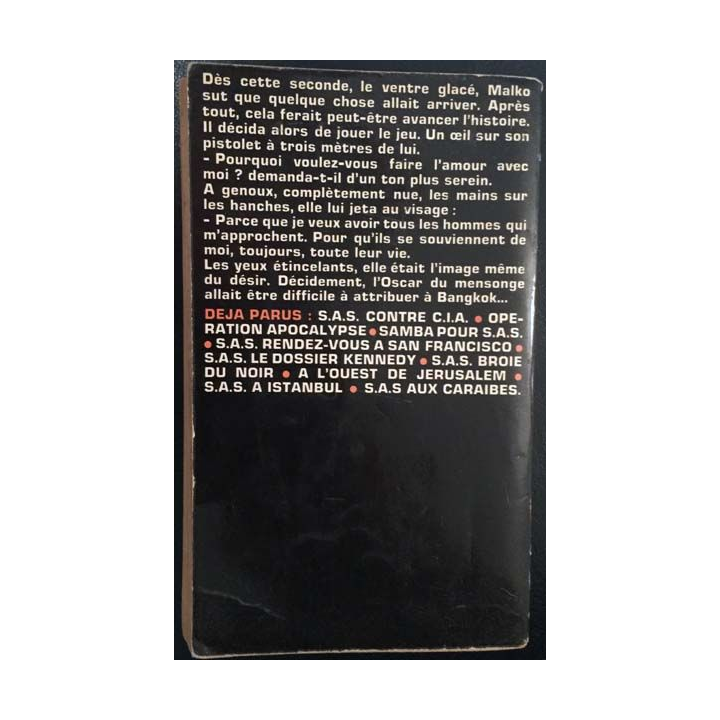 Dès cette seconde, le ventre glacé, Malko
sut que quelque chose allait arriver. Après
tout, cela ferait peut-être avancer l'histoire.
Il décida alors de jouer le jeu. Un œil sur son
pistolet à trois mètres de lui.
- Pourquoi voulez-vous faire l'amour avec
moi ? demanda-t-il d'un ton plus serein.
A genoux, complètement nue, les mains sur
les hanches, elle lui jeta au visage :
- Parce que je veux avoir tous les hommes qui
m'approchent. Pour qu'ils se souviennent de
moi, toujours, toute leur vie.
Les yeux étincelants, elle était l'image même
du désir. Décidement, l'Oscar du mensonge
allait être difficile à attribuer à Bangkok...
DEJA PARUS : S.A.S. CONTRE C.I.A. • OPE-
RATION APOCALYPSE • SAMBA POUR S.A.S.
• S.A.S. RENDEZ-VOUS A SAN FRANCISCO •
S.A.S. LE DOSSIER KENNEDY • S.A.S. BROIE
DU NOIR • A L'OUEST DE JERUSALEM •
S.A.S. A ISTANBUL • S.A.S AUX CARAIBES.